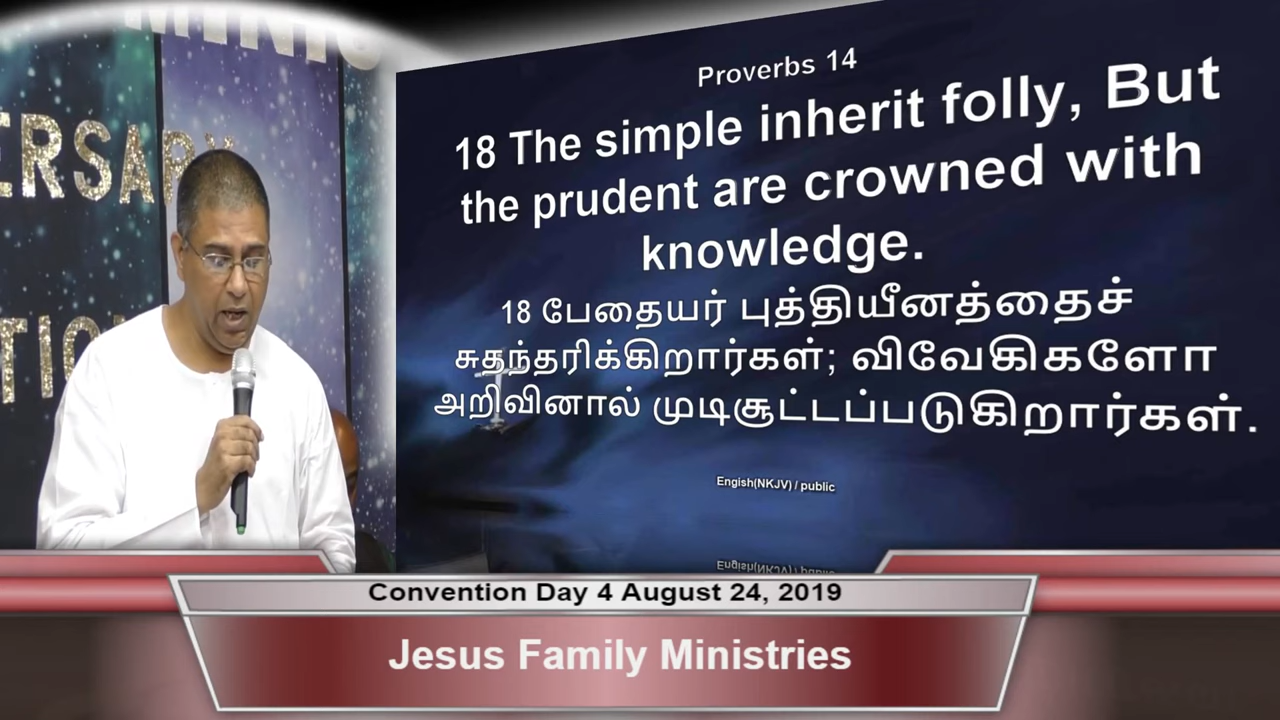 ERSARY
Proverbs 14
18 The simple inherit folly, But
the prudent are crowned with
knowledge.
18 பேதையர் புத்தியீனத்தைச்
சுதந்தரிக்கிறார்கள்; விவேகிகளோ
அறிவினால் முடிசூட்டப்படுகிறார்கள்.
Engish(NKJV) / public
Convention Day 4 August 24, 2019
Jesus Family Ministries